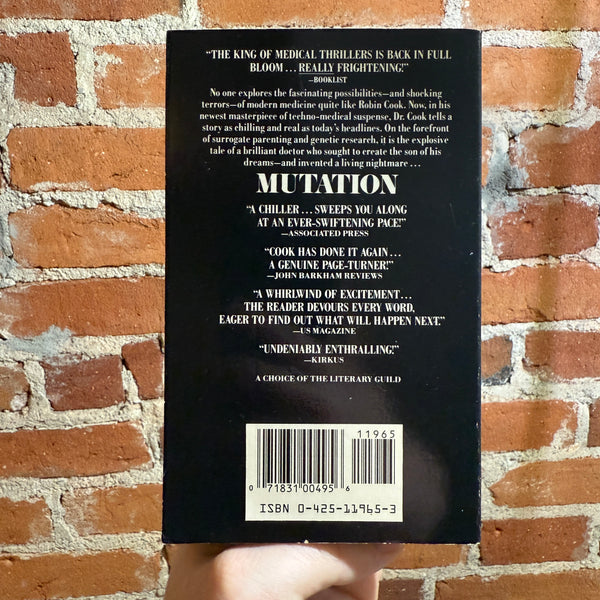 “THE KING OF MEDICAL THRILLERS IS BACK IN FULL
BLOOM...REALLY FRIGHTENING!”
—BOOKLIST
No one explores the fascinating possibilities—and shocking
terrors—of modern medicine quite like Robin Cook. Now, in his
newest masterpiece of techno-medical suspense, Dr. Cook tells a
story as chilling and real as today’s headlines. On the forefront
of surrogate parenting and genetic research, it is the explosive
tale of a brilliant doctor who sought to create the son of his
dreams—and invented a living nightmare...
MUTATION
“A CHILLER...SWEEPS YOU ALONG
AT AN EVER-SWIFTENING PACE!”
—ASSOCIATED PRESS
“COOK HAS DONE IT AGAIN...
A GENUINE PAGE-TURNER!”
—JOHN BARKHAM REVIEWS
“A WHIRLWIND OF EXCITEMENT...
THE READER DEVOURS EVERY WORD,
EAGER TO FIND OUT WHAT WILL HAPPEN NEXT.”
—US MAGAZINE
“UNDENIABLY ENTHRALLING!”
—KIRKUS
A CHOICE OF THE LITERARY GUILD
11965
0 71831 00495 6
ISBN 0-425-11965-3